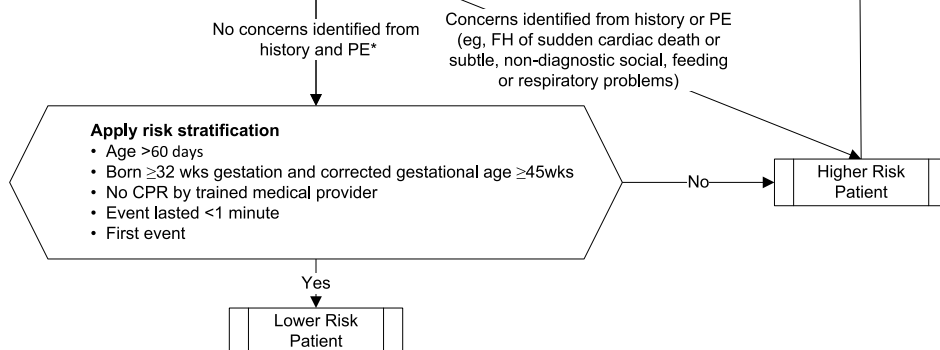 No concerns identified from
history and PE*
Concerns identified from history or PE
(eg, FH of sudden cardiac death or
subtle, non-diagnostic social, feeding
or respiratory problems)
Apply risk stratification
• Age >60 days
• Born ≥32 wks gestation and corrected gestational age ≥45wks
• No CPR by trained medical provider
• Event lasted <1 minute
• First event
No
Higher Risk
Patient
Yes
Lower Risk
Patient